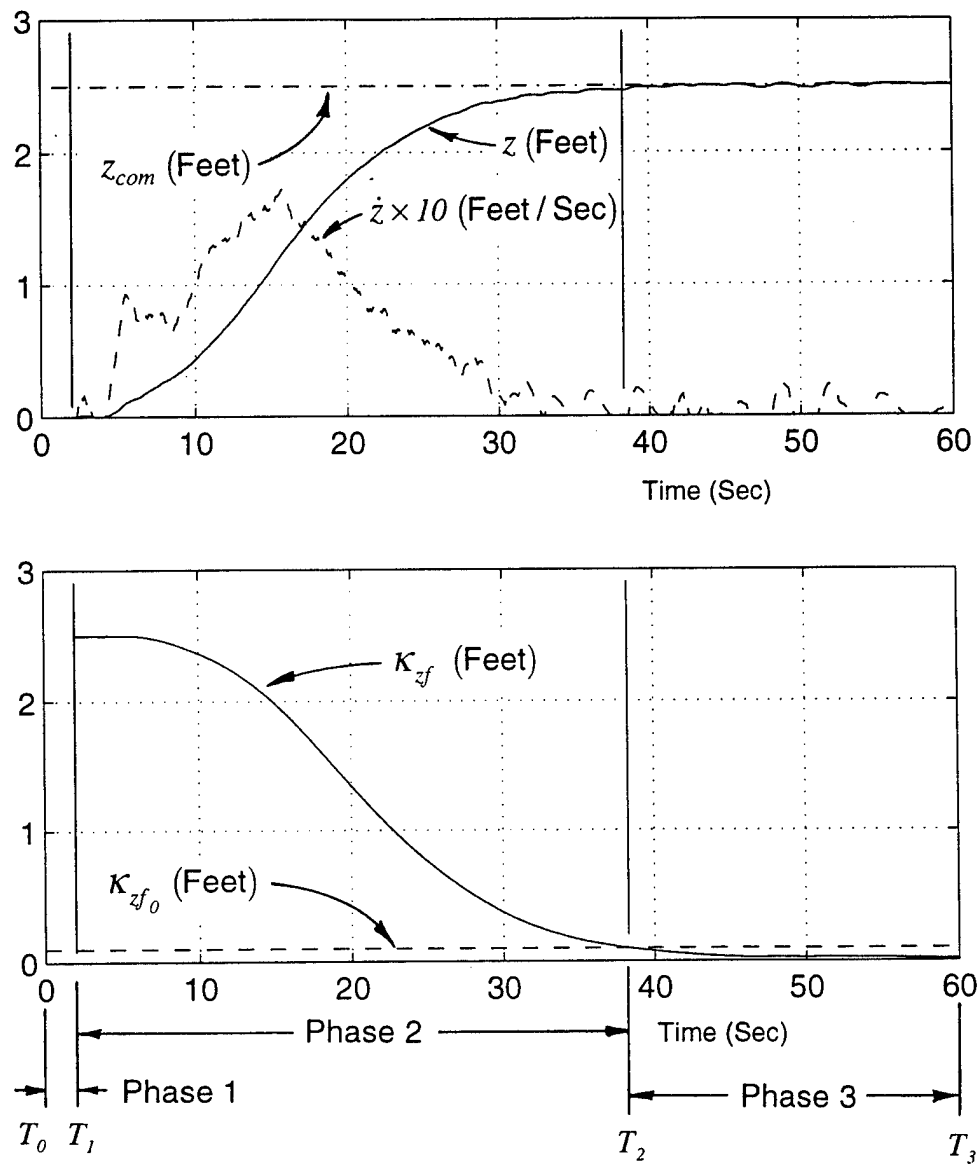 3
2
1
0
z_com (Feet)
z (Feet)
ż × 10 (Feet / Sec)
0 10 20 30 40 50 60
Time (Sec)
3
2
1
0
κ_zf (Feet)
κ_zf_0 (Feet)
0 10 20 30 40 50 60
Phase 2
Time (Sec)
Phase 1
Phase 3
T_0 T_1 T_2 T_3